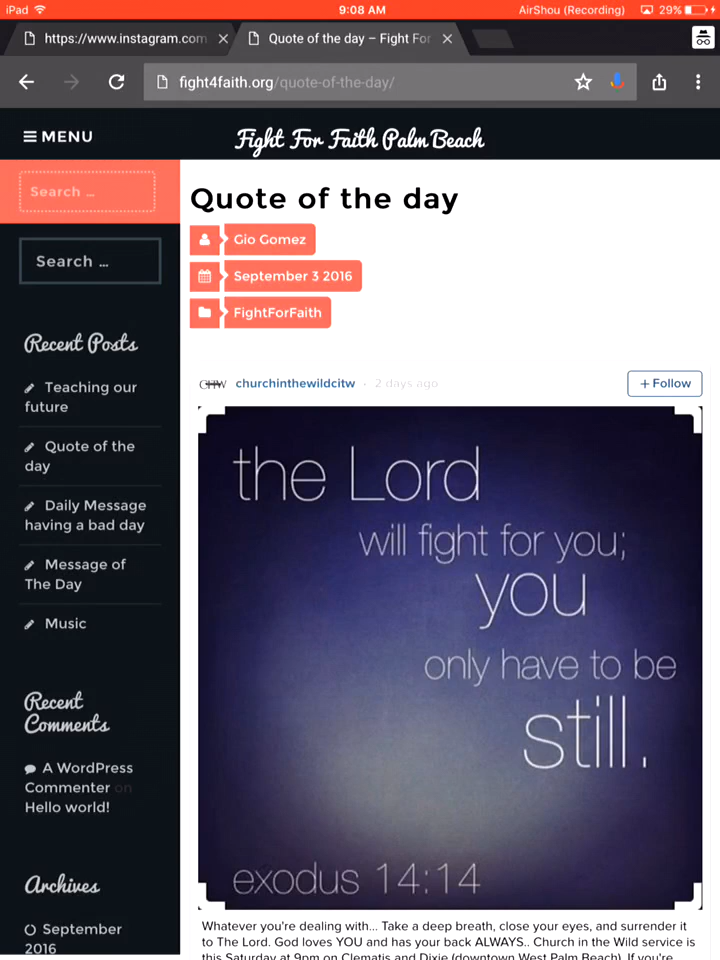 iPad 9:08 AM AirShou (Recording) 29%
https://www.instagram.com Quote of the day – Fight For
fight4faith.org/quote-of-the-day/
MENU Fight For Faith Palm Beach
Search ...
Quote of the day
Gio Gomez
September 3 2016
FightForFaith
Search ...
Recent Posts
Teaching our
future
Quote of the
day
Daily Message
having a bad day
Message of
The Day
Music
Recent
Comments
A WordPress
Commenter on
Hello world!
Archives
September
2016
CITW churchinthewildcitw - 2 days ago + Follow
the Lord
will fight for you;
you
only have to be
still.
exodus 14:14
Whatever you're dealing with... Take a deep breath, close your eyes, and surrender it
to The Lord. God loves YOU and has your back ALWAYS.. Church in the Wild service is
this Saturday at 9pm on Clematis and Dixie (downtown West Palm Beach). If you're